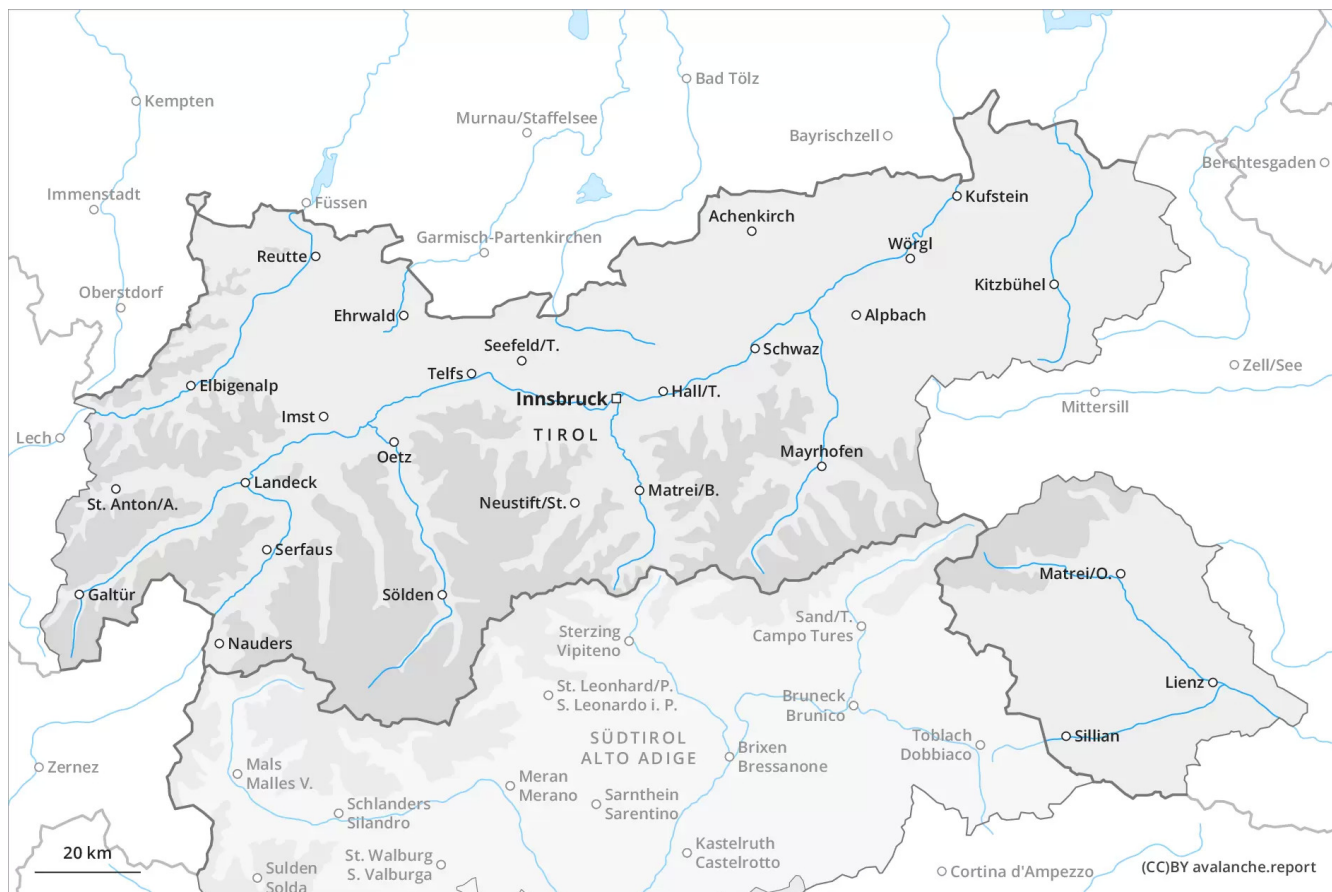 Bad Tölz
Kempten
Murnau/Staffelsee
Bayrischzell
Berchtesgaden
Immenstadt
Füssen
Kufstein
Achenkirch
Garmisch-Partenkirchen
Wörgl
Reutte
Kitzbühel
Oberstdorf
Ehrwald
Alpbach
Seefeld/T.
Schwaz
Zell/See
Telfs
Elbigenalp
Hall/T.
Innsbruck
Mittersill
Imst
TIROL
Lech
Oetz
Mayrhofen
Landeck
Matrei/B.
St. Anton/A.
Neustift/St.
Serfaus
Matrei/O.
Galtür
Sölden
Sand/T.
Campo Tures
Sterzing
Vipiteno
Nauders
Lienz
St. Leonhard/P.
S. Leonardo i. P.
Bruneck
Brunico
Sillian
Toblach
Dobbiaco
SÜDTIROL
ALTO ADIGE
Brixen
Bressanone
Zernez
Mals
Malles V.
Meran
Merano
Sarnthein
Sarentino
Schlanders
Silandro
Kastelruth
Castelrotto
20 km
St. Walburg
S. Valburga
Sulden
Solda
Cortina d'Ampezzo
(CC)BY avalanche.report